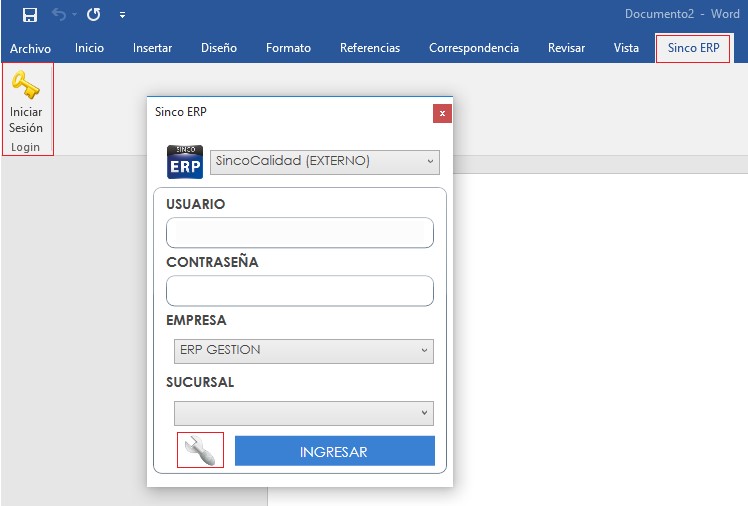 Documento2 - Word
Archivo Inicio Insertar Diseño Formato Referencias Correspondencia Revisar Vista Sinco ERP
Iniciar
Sesión
Login
Sinco ERP
x
SINCO
ERP
SincoCalidad (EXTERNO)
USUARIO
CONTRASEÑA
EMPRESA
ERP GESTION
SUCURSAL
INGRESAR